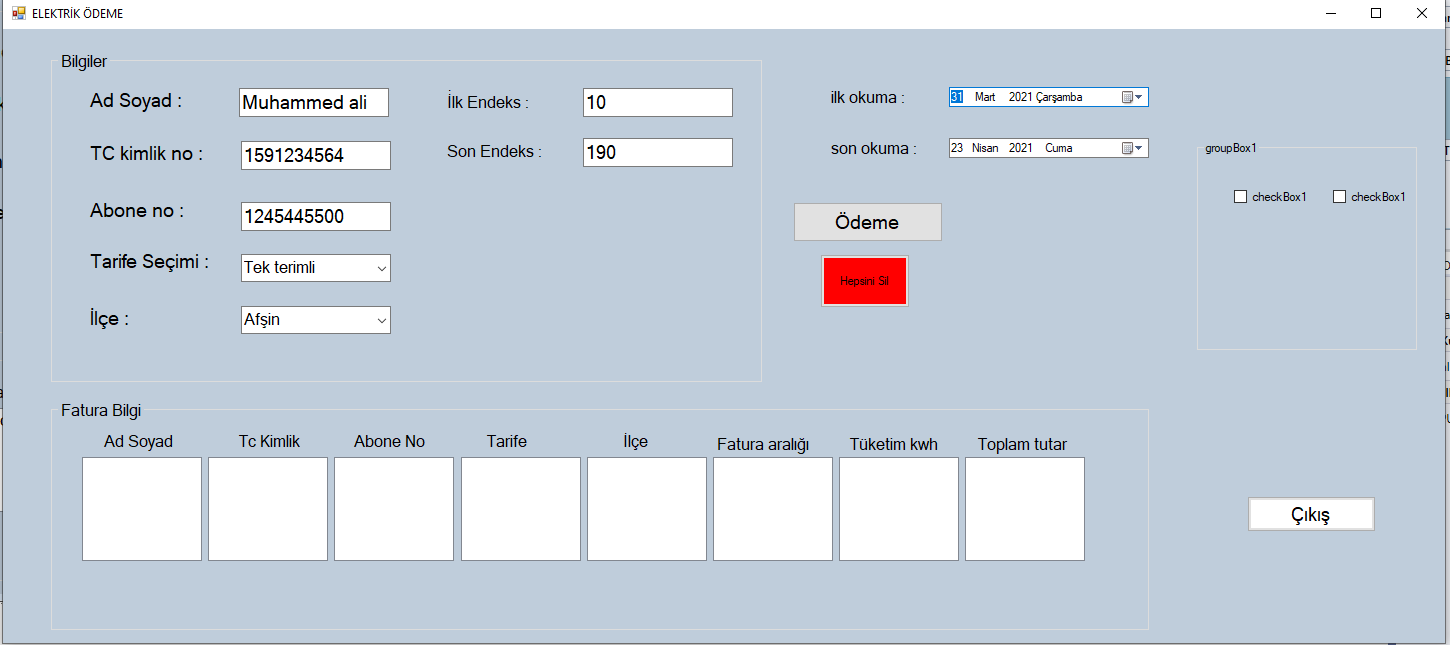 ELEKTRİK ÖDEME
Bilgiler
Ad Soyad : Muhammed ali
İlk Endeks : 10
TC kimlik no : 1591234564
Son Endeks : 190
Abone no : 1245445500
Tarife Seçimi : Tek terimli
İlçe : Afşin
ilk okuma : 31 Mart 2021 Çarşamba
son okuma : 23 Nisan 2021 Cuma
Ödeme
Hepsini Sil
groupBox1
checkBox1 checkBox1
Fatura Bilgi
Ad Soyad Tc Kimlik Abone No Tarife İlçe Fatura aralığı Tüketim kwh Toplam tutar
Çıkış